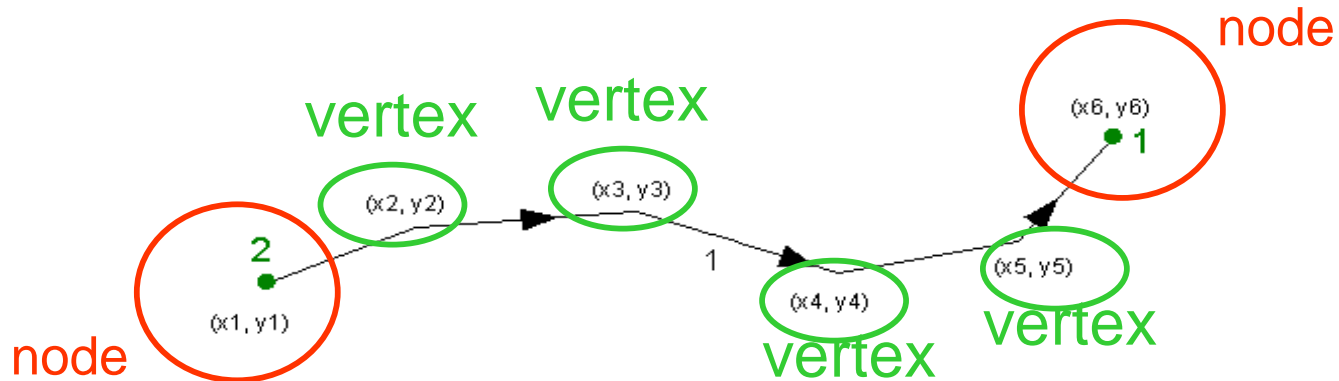 node
vertex
vertex
(x6, y6)
1
(x2, y2)
(x3, y3)
2
1
(x1, y1)
(x4, y4)
(x5, y5)
node
vertex
vertex